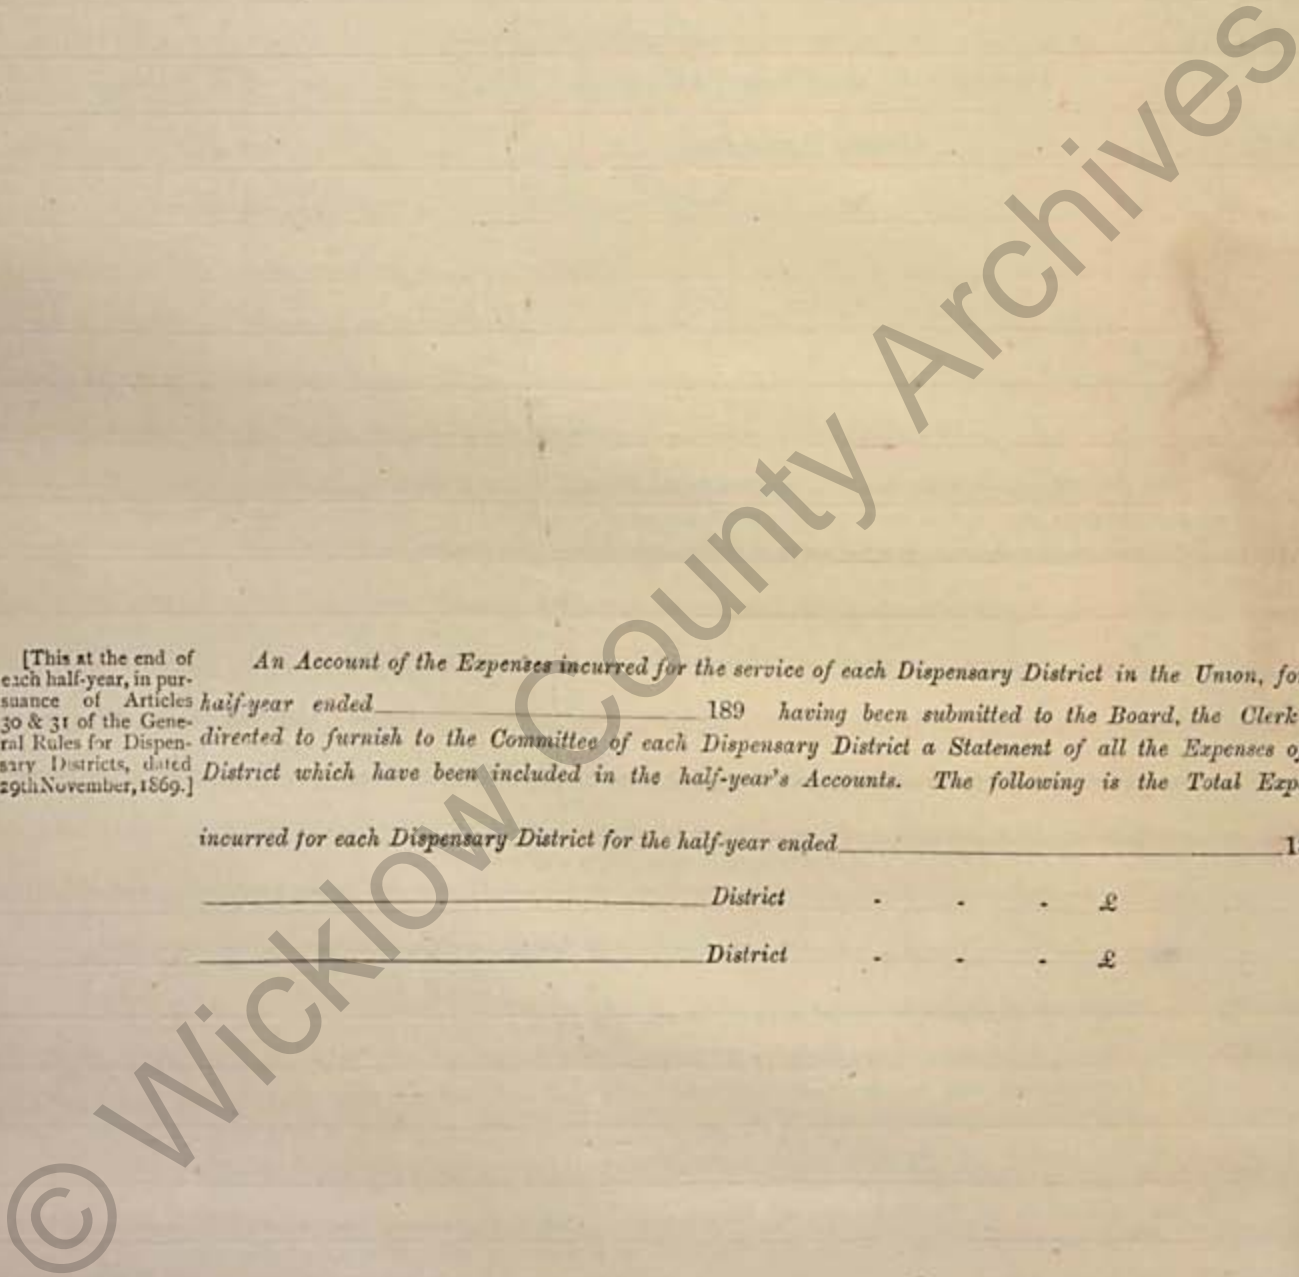 [This at the end of
each half-year, in pur-
suance of Articles
30 & 31 of the Gene-
ral Rules for Dispen-
sary Districts, dated
29th November, 1869.]
An Account of the Expenses incurred for the service of each Dispensary District in the Union, for
half-year ended 189 having been submitted to the Board, the Clerk
directed to furnish to the Committee of each Dispensary District a Statement of all the Expenses of
District which have been included in the half-year's Accounts. The following is the Total Exp
incurred for each Dispensary District for the half-year ended 1
District - - - £
District - - - £
© Wicklow County Archives